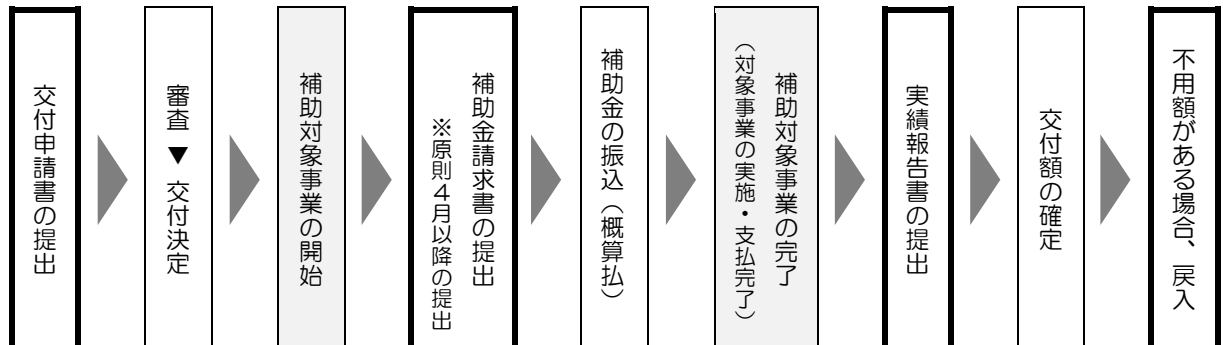 交付申請書の提出
審査▼交付決定
補助対象事業の開始
補助金請求書の提出
※原則４月以降の提出
補助金の振込（概算払）
補助対象事業の完了
（対象事業の実施・支払完了）
実績報告書の提出
交付額の確定
不用額がある場合、戻入